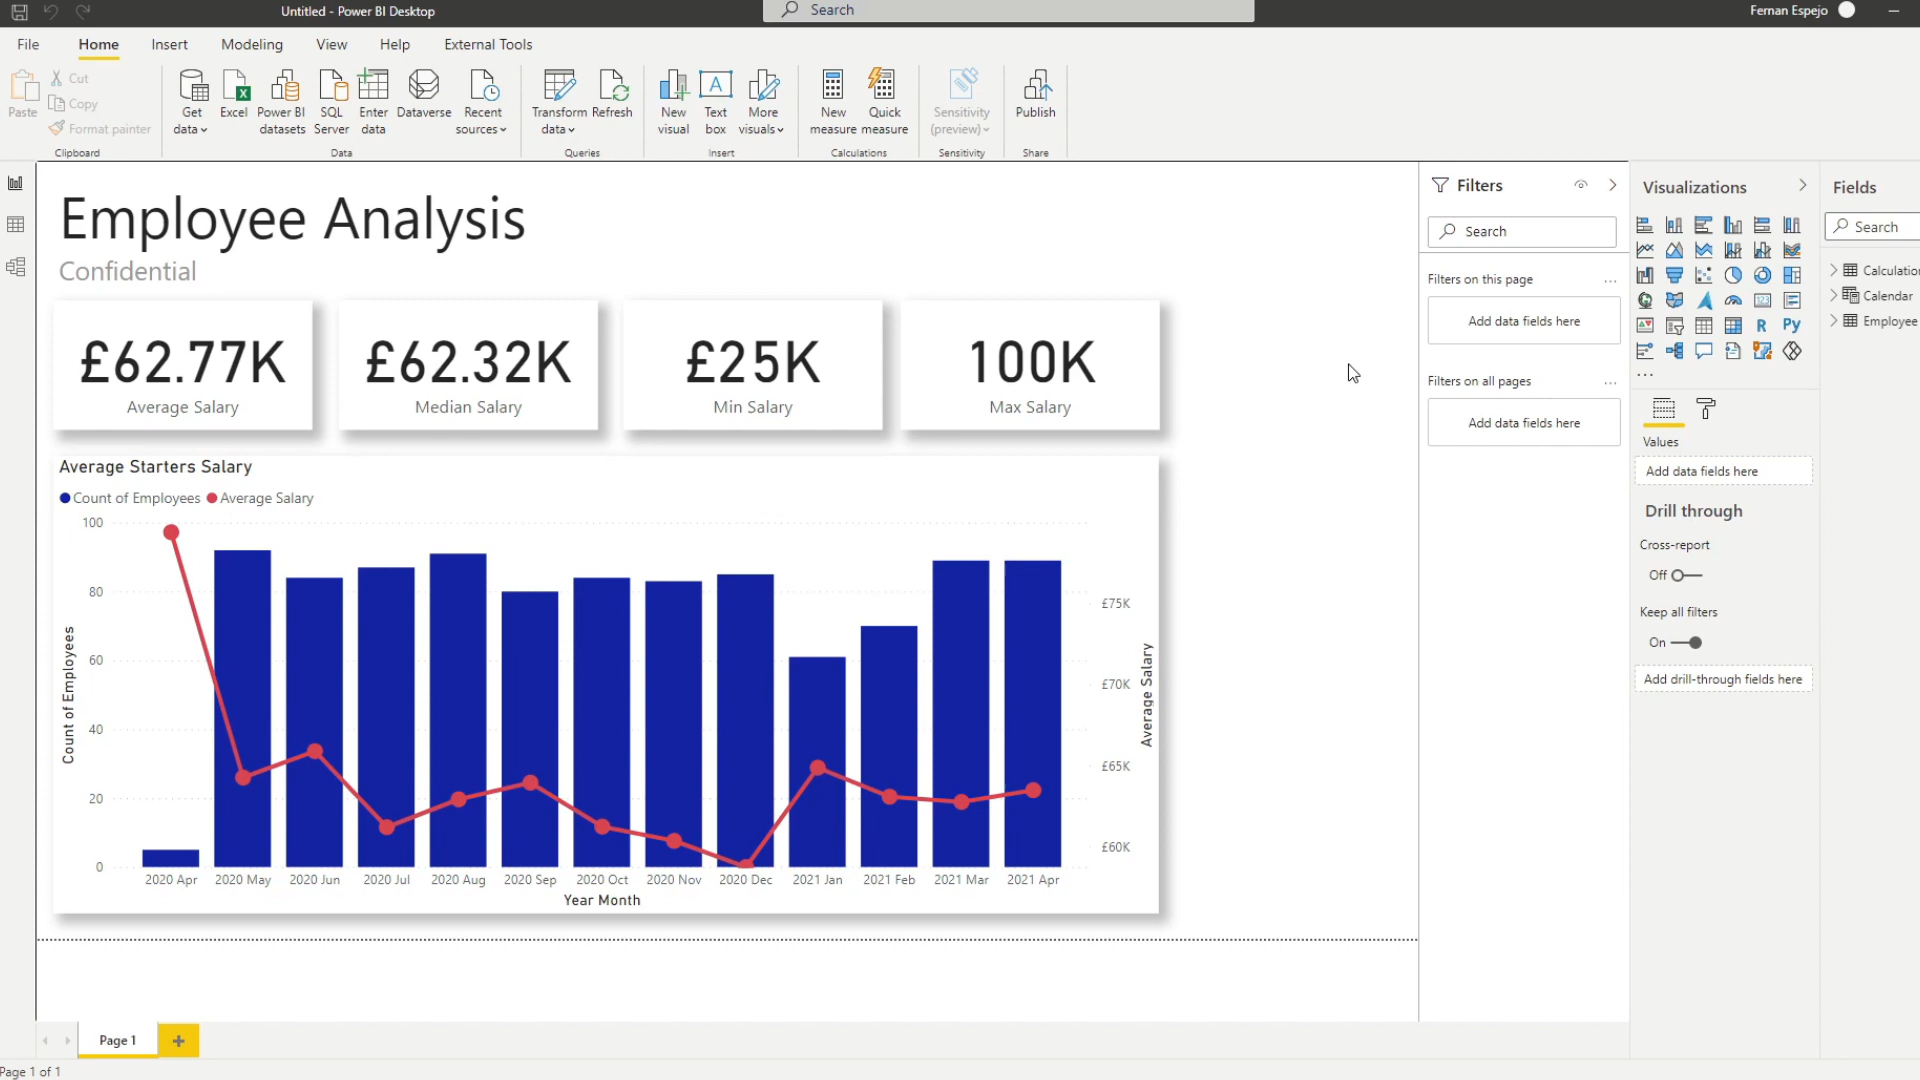 Untitled - Power BI Desktop
Search
Fernan Espejo
File Home Insert Modeling View Help External Tools
Paste
Cut
Copy
Format painter
Clipboard
Get data
Excel
Power BI datasets
SQL Server
Enter data
Dataverse
Recent sources
Data
Transform data
Refresh
Queries
New visual
Text box
More visuals
Insert
New measure
Quick measure
Calculations
Sensitivity (preview)
Sensitivity
Publish
Share
Employee Analysis
Confidential
£62.77K
Average Salary
£62.32K
Median Salary
£25K
Min Salary
100K
Max Salary
Average Starters Salary
Count of Employees Average Salary
100
80
60
40
20
0
Count of Employees
£75K
£70K
£65K
£60K
Average Salary
2020 Apr 2020 May 2020 Jun 2020 Jul 2020 Aug 2020 Sep 2020 Oct 2020 Nov 2020 Dec 2021 Jan 2021 Feb 2021 Mar 2021 Apr
Year Month
Filters
Search
Filters on this page ...
Add data fields here
Filters on all pages ...
Add data fields here
Visualizations
R Py
...
Values
Add data fields here
Drill through
Cross-report
Off
Keep all filters
On
Add drill-through fields here
Fields
Search
Calculatio
Calendar
Employee
Page 1
+
Page 1 of 1